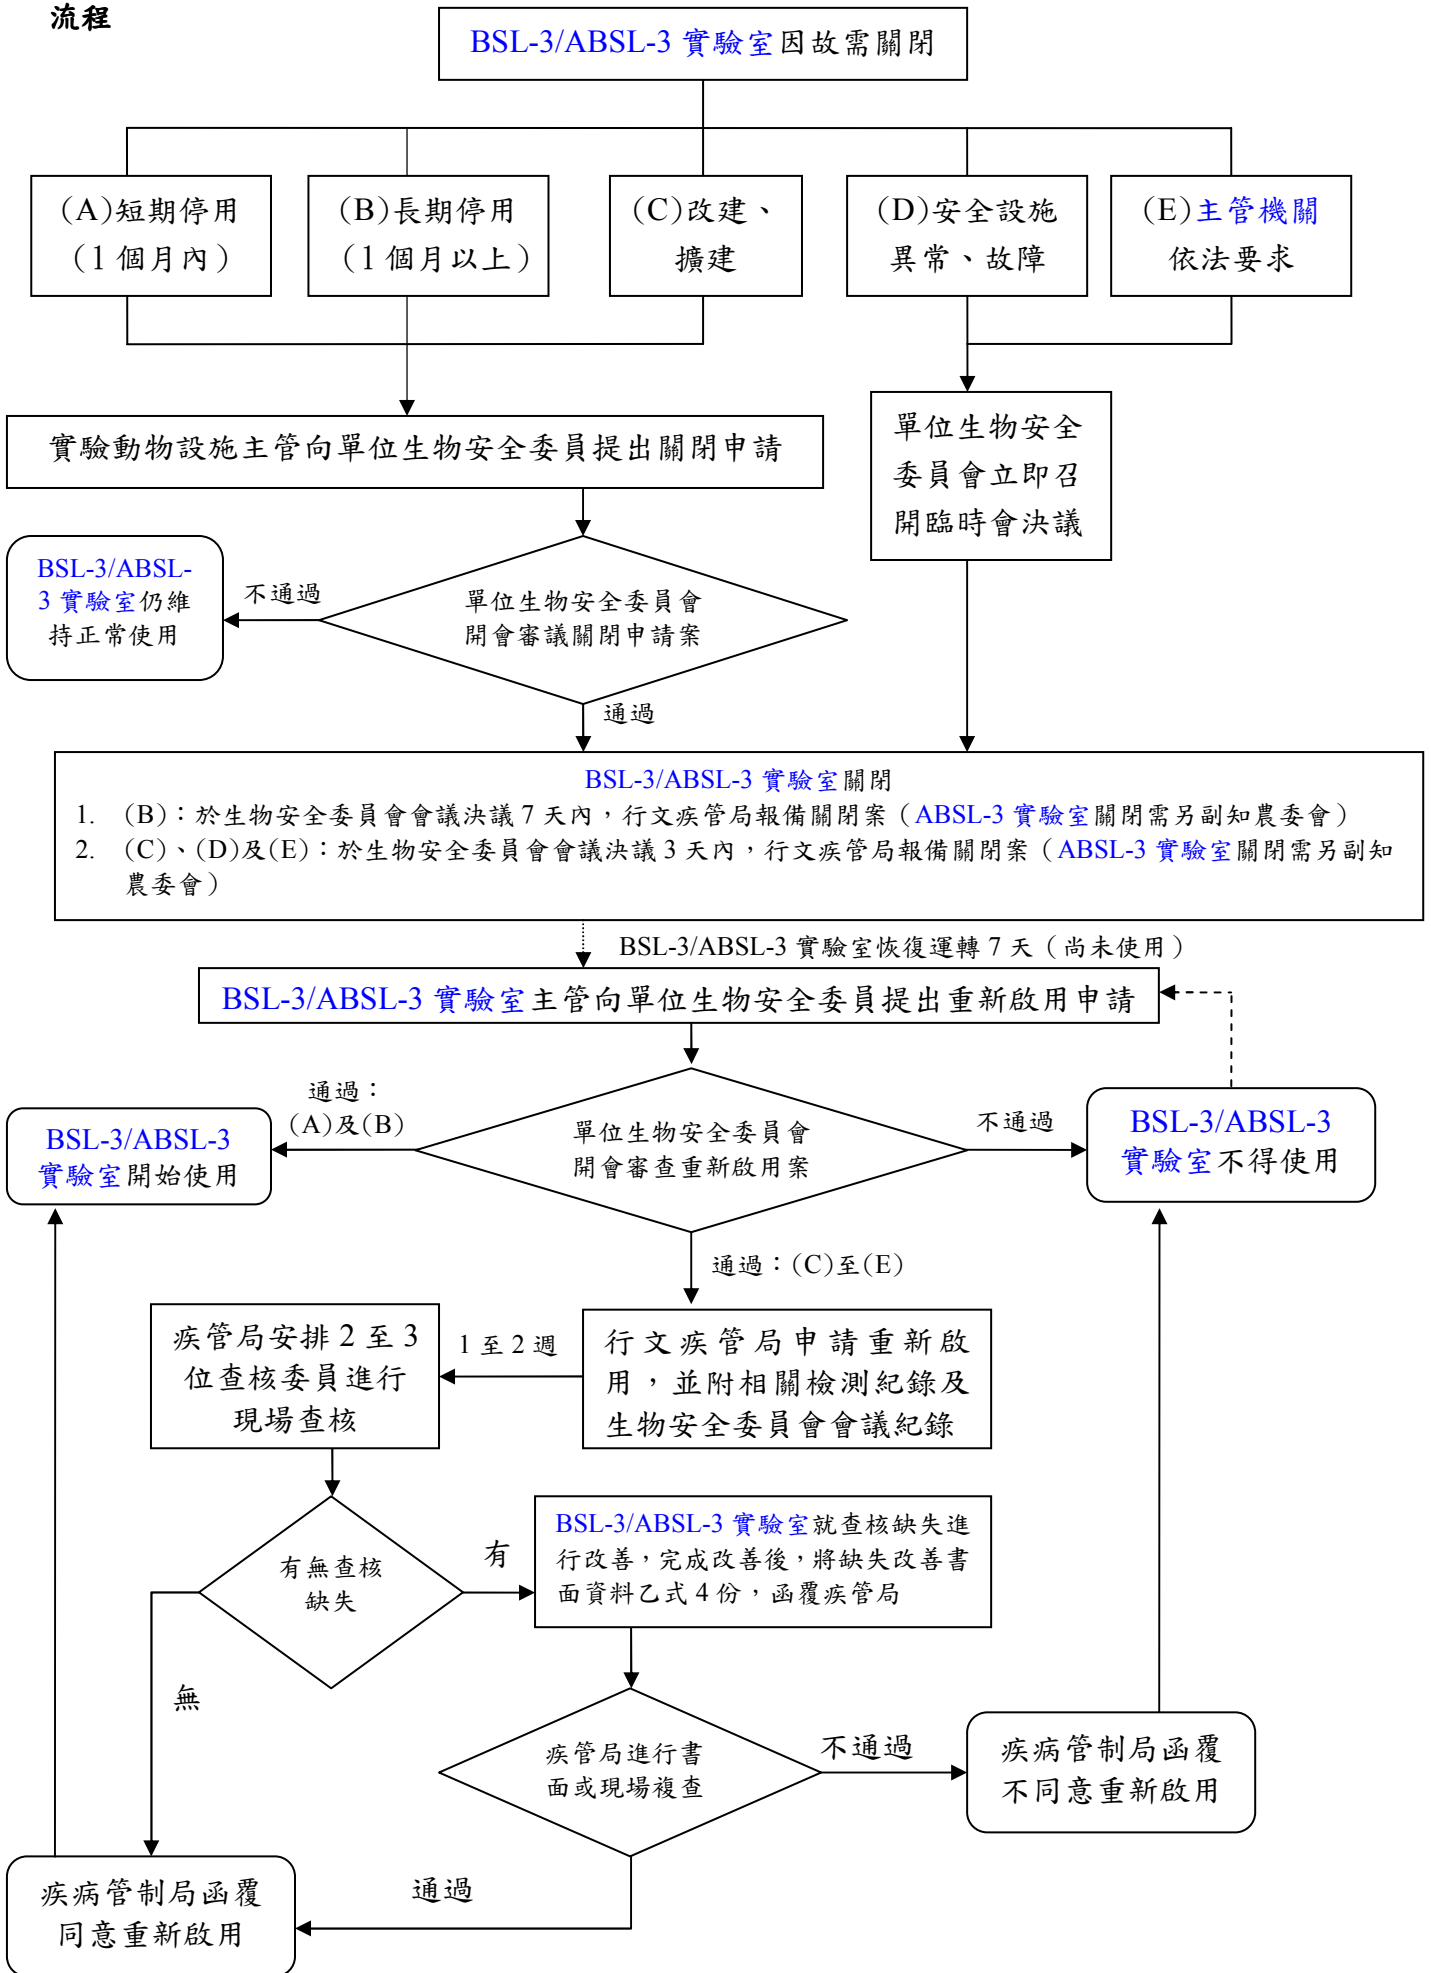 流程
BSL-3/ABSL-3 實驗室因故需關閉
(A)短期停用
（1 個月內）
(B)長期停用
（1 個月以上）
(C)改建、
擴建
(D)安全設施
異常、故障
(E)主管機關
依法要求
實驗動物設施主管向單位生物安全委員提出關閉申請
單位生物安全
委員會立即召
開臨時會決議
BSL-3/ABSL-
3 實驗室仍維
持正常使用
不通過
單位生物安全委員會
開會審議關閉申請案
通過
BSL-3/ABSL-3 實驗室關閉
1. (B)：於生物安全委員會會議決議 7 天內，行文疾管局報備關閉案（ABSL-3 實驗室關閉需另副知農委會）
2. (C)、(D)及(E)：於生物安全委員會會議決議 3 天內，行文疾管局報備關閉案（ABSL-3 實驗室關閉需另副知
農委會）
BSL-3/ABSL-3 實驗室恢復運轉 7 天（尚未使用）
BSL-3/ABSL-3 實驗室主管向單位生物安全委員提出重新啟用申請
通過：
(A)及(B)
BSL-3/ABSL-3
實驗室開始使用
單位生物安全委員會
開會審查重新啟用案
不通過
BSL-3/ABSL-3
實驗室不得使用
通過：(C)至(E)
疾管局安排 2 至 3
位查核委員進行
現場查核
1 至 2 週
行文疾管局申請重新啟
用，並附相關檢測紀錄及
生物安全委員會會議紀錄
有無查核
缺失
有
BSL-3/ABSL-3 實驗室就查核缺失進
行改善，完成改善後，將缺失改善書
面資料乙式 4 份，函覆疾管局
無
疾管局進行書
面或現場複查
不通過
疾病管制局函覆
不同意重新啟用
通過
疾病管制局函覆
同意重新啟用